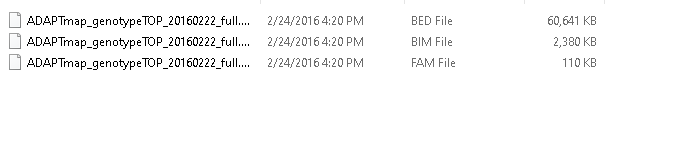 ADAPTmap_genotypeTOP_20160222_full.... 2/24/2016 4:20 PM BED File 60,641 KB
ADAPTmap_genotypeTOP_20160222_full.... 2/24/2016 4:20 PM BIM File 2,380 KB
ADAPTmap_genotypeTOP_20160222_full.... 2/24/2016 4:20 PM FAM File 110 KB